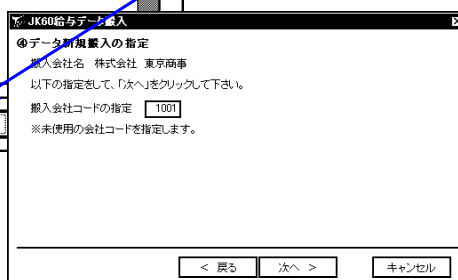 JK60給与データ搬入
④データ新規搬入の指定
搬入会社名 株式会社 東京商事
以下の指定をして、「次へ」をクリックして下さい。
搬入会社コードの指定 1001
※未使用の会社コードを指定します。
< 戻る 次へ > キャンセル